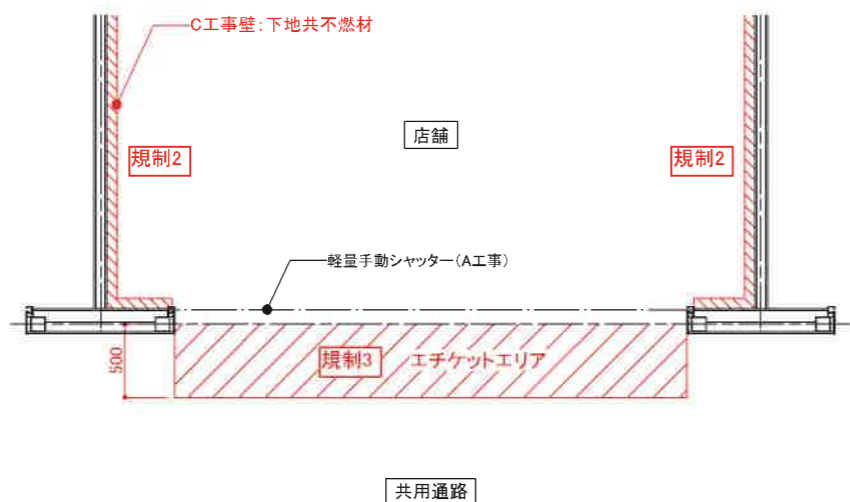 C工事壁:下地共不燃材
店舗
規制2
規制2
軽量手動シャッター(A工事)
規制3 エチケットエリア
500
共用通路